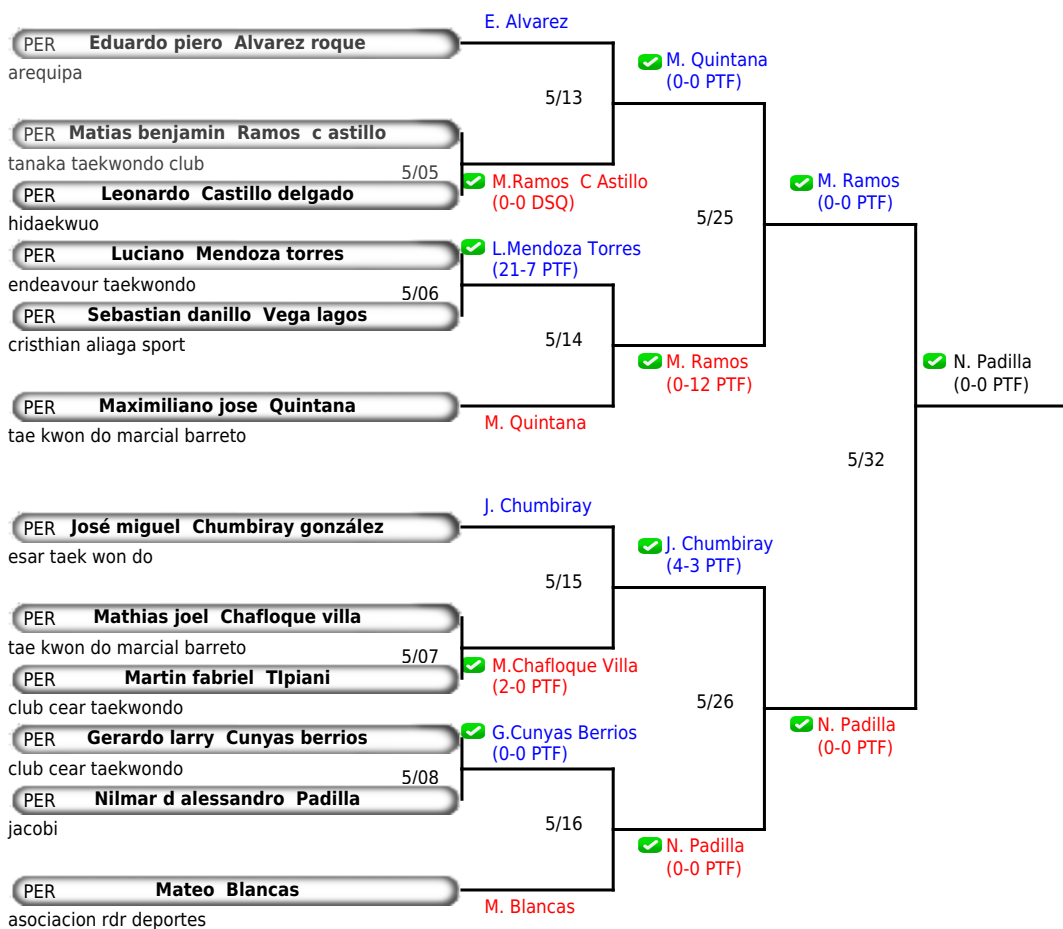 E. Alvarez
PER Eduardo piero Alvarez roque
arequipa
M. Quintana
(0-0 PTF)
5/13
PER Matias benjamin Ramos c astillo
tanaka taekwondo club
5/05
M.Ramos C Astillo
(0-0 DSQ)
PER Leonardo Castillo delgado
hidaekwuo
M. Ramos
(0-0 PTF)
5/25
PER Luciano Mendoza torres
endeavour taekwondo
L.Mendoza Torres
(21-7 PTF)
5/06
PER Sebastian danillo Vega lagos
cristhian aliaga sport
5/14
M. Ramos
(0-12 PTF)
N. Padilla
(0-0 PTF)
PER Maximiliano jose Quintana
tae kwon do marcial barreto
M. Quintana
5/32
J. Chumbiray
PER José miguel Chumbiray gonzález
esar taek won do
J. Chumbiray
(4-3 PTF)
5/15
PER Mathias joel Chafloque villa
tae kwon do marcial barreto
5/07
M.Chafloque Villa
(2-0 PTF)
PER Martin fabriel TIpiani
club cear taekwondo
5/26
PER Gerardo larry Cunyas berrios
club cear taekwondo
G.Cunyas Berrios
(0-0 PTF)
N. Padilla
(0-0 PTF)
5/08
PER Nilmar d alessandro Padilla
jacobi
5/16
N. Padilla
(0-0 PTF)
PER Mateo Blancas
asociacion rdr deportes
M. Blancas